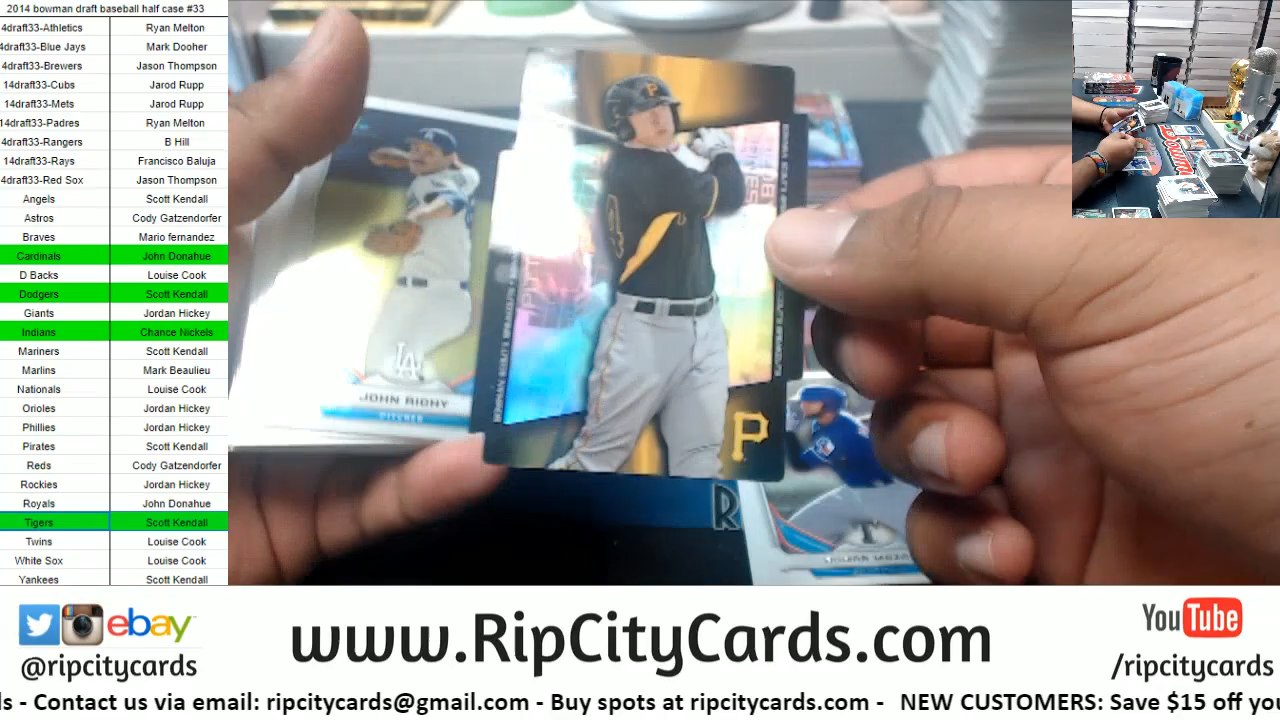 2014 bowman draft baseball half case #33
4draft33-Athletics Ryan Melton
4draft33-Blue Jays Mark Dooher
4draft33-Brewers Jason Thompson
14draft33-Cubs Jarod Rupp
14draft33-Mets Jarod Rupp
14draft33-Padres Ryan Melton
4draft33-Rangers B Hill
14draft33-Rays Francisco Baluja
4draft33-Red Sox Jason Thompson
Angels Scott Kendall
Astros Cody Gatzendorfer
Braves Mario fernandez
Cardinals John Donahue
D Backs Louise Cook
Dodgers Scott Kendall
Giants Jordan Hickey
Indians Chance Nickels
Mariners Scott Kendall
Marlins Mark Beaulieu
Nationals Louise Cook
Orioles Jordan Hickey
Phillies Jordan Hickey
Pirates Scott Kendall
Reds Cody Gatzendorfer
Rockies Jordan Hickey
Royals John Donahue
Tigers Scott Kendall
Twins Louise Cook
White Sox Louise Cook
Yankees Scott Kendall
P
LA
JOHN RICHY
PITCHER
P
R
ebay
@ripcitycards
www.RipCityCards.com
YouTube
/ripcitycards
ds - Contact us via email: ripcitycards@gmail.com - Buy spots at ripcitycards.com - NEW CUSTOMERS: Save $15 off you